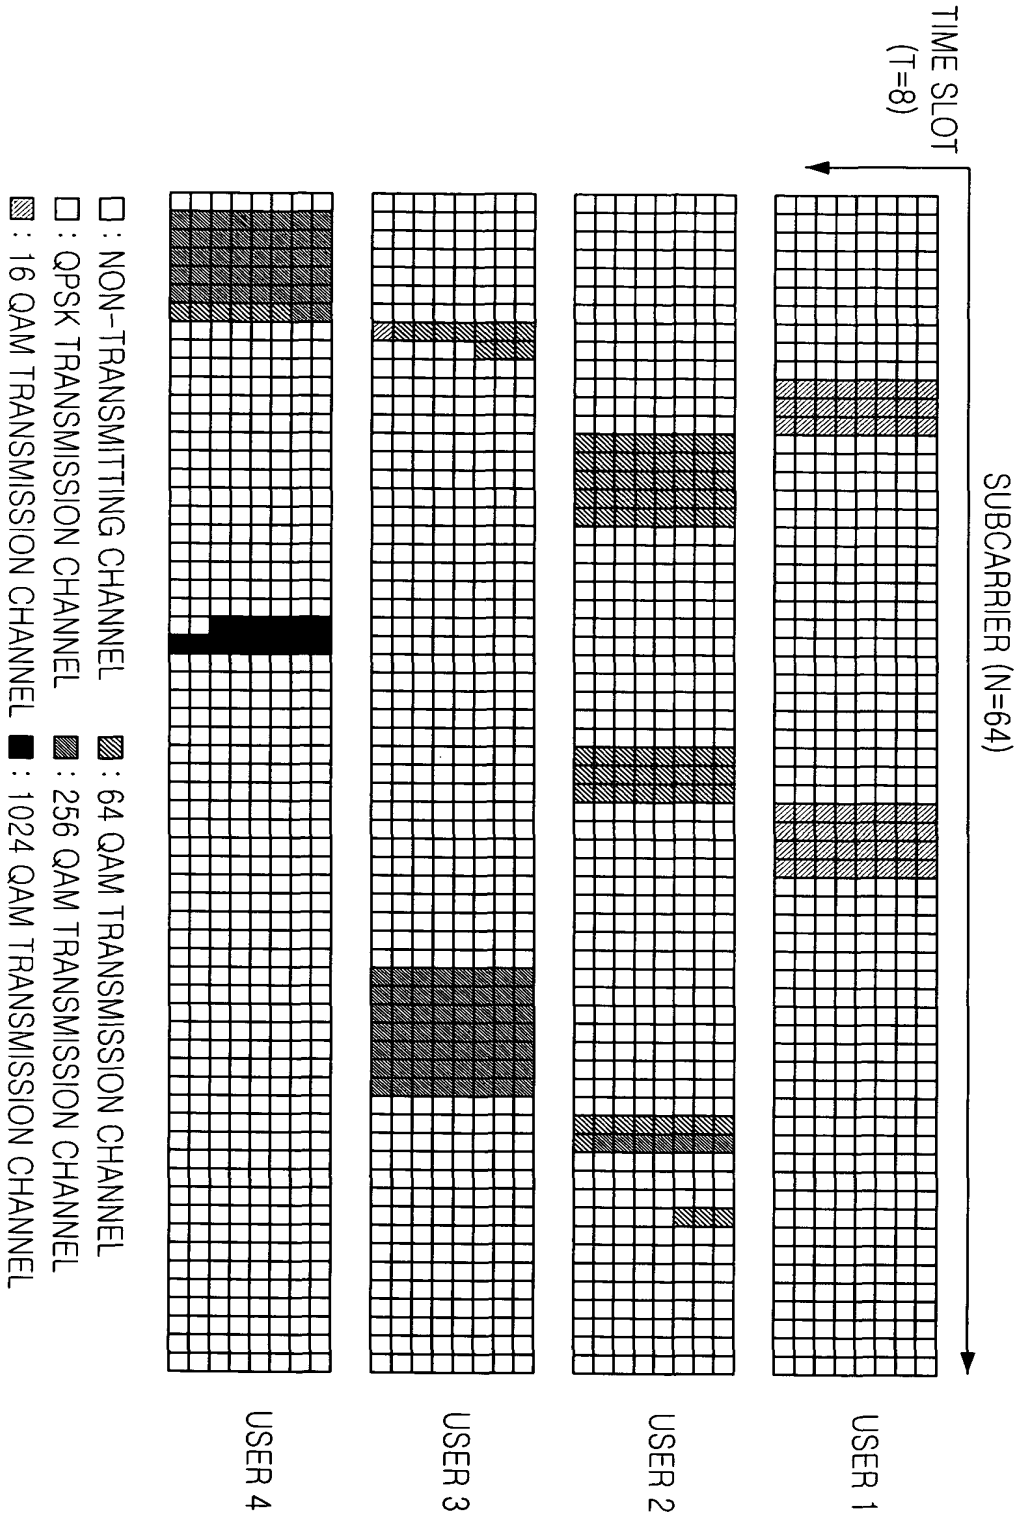 SUBCARRIER (N=64)
TIME SLOT
(T=8)
USER 1
USER 2
USER 3
USER 4
: NON-TRANSMITTING CHANNEL
: 64 QAM TRANSMISSION CHANNEL
: QPSK TRANSMISSION CHANNEL
: 256 QAM TRANSMISSION CHANNEL
: 16 QAM TRANSMISSION CHANNEL
: 1024 QAM TRANSMISSION CHANNEL